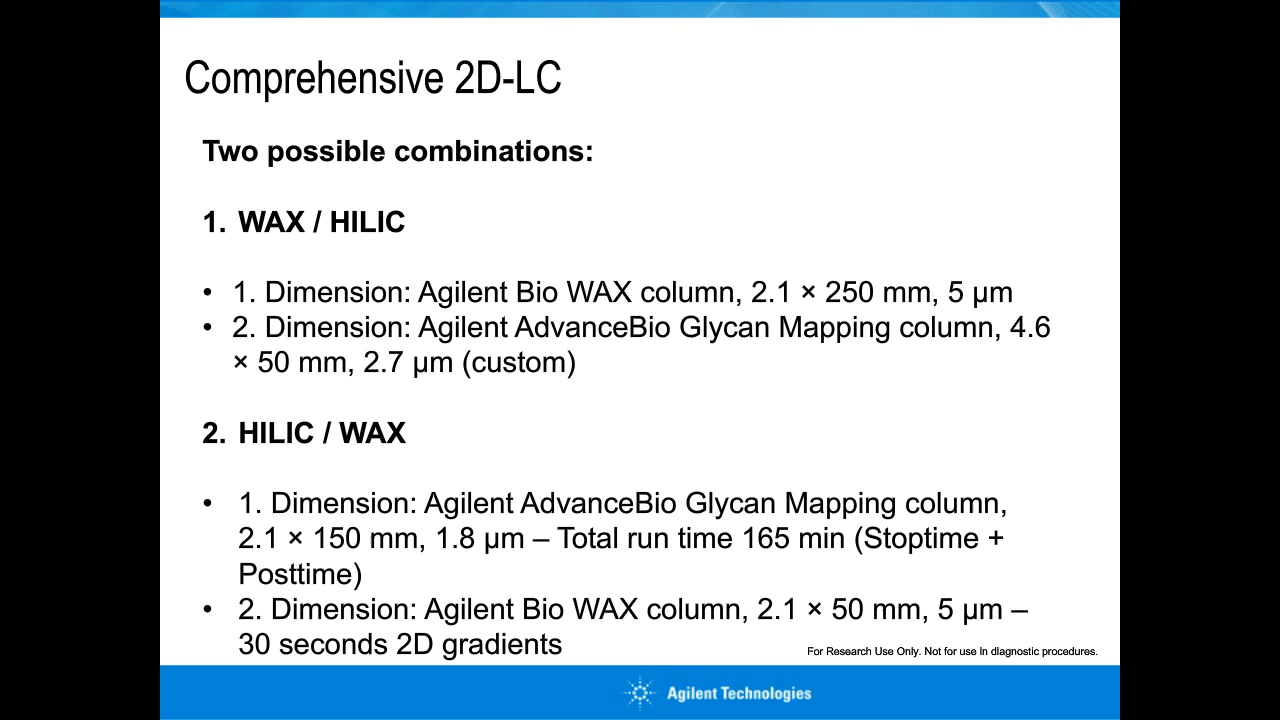 Comprehensive 2D-LC
Two possible combinations:
1. WAX / HILIC
• 1. Dimension: Agilent Bio WAX column, 2.1 × 250 mm, 5 µm
• 2. Dimension: Agilent AdvanceBio Glycan Mapping column, 4.6
× 50 mm, 2.7 µm (custom)
2. HILIC / WAX
• 1. Dimension: Agilent AdvanceBio Glycan Mapping column,
2.1 × 150 mm, 1.8 µm – Total run time 165 min (Stoptime +
Posttime)
• 2. Dimension: Agilent Bio WAX column, 2.1 × 50 mm, 5 µm –
30 seconds 2D gradients
For Research Use Only. Not for use in diagnostic procedures.
Agilent Technologies